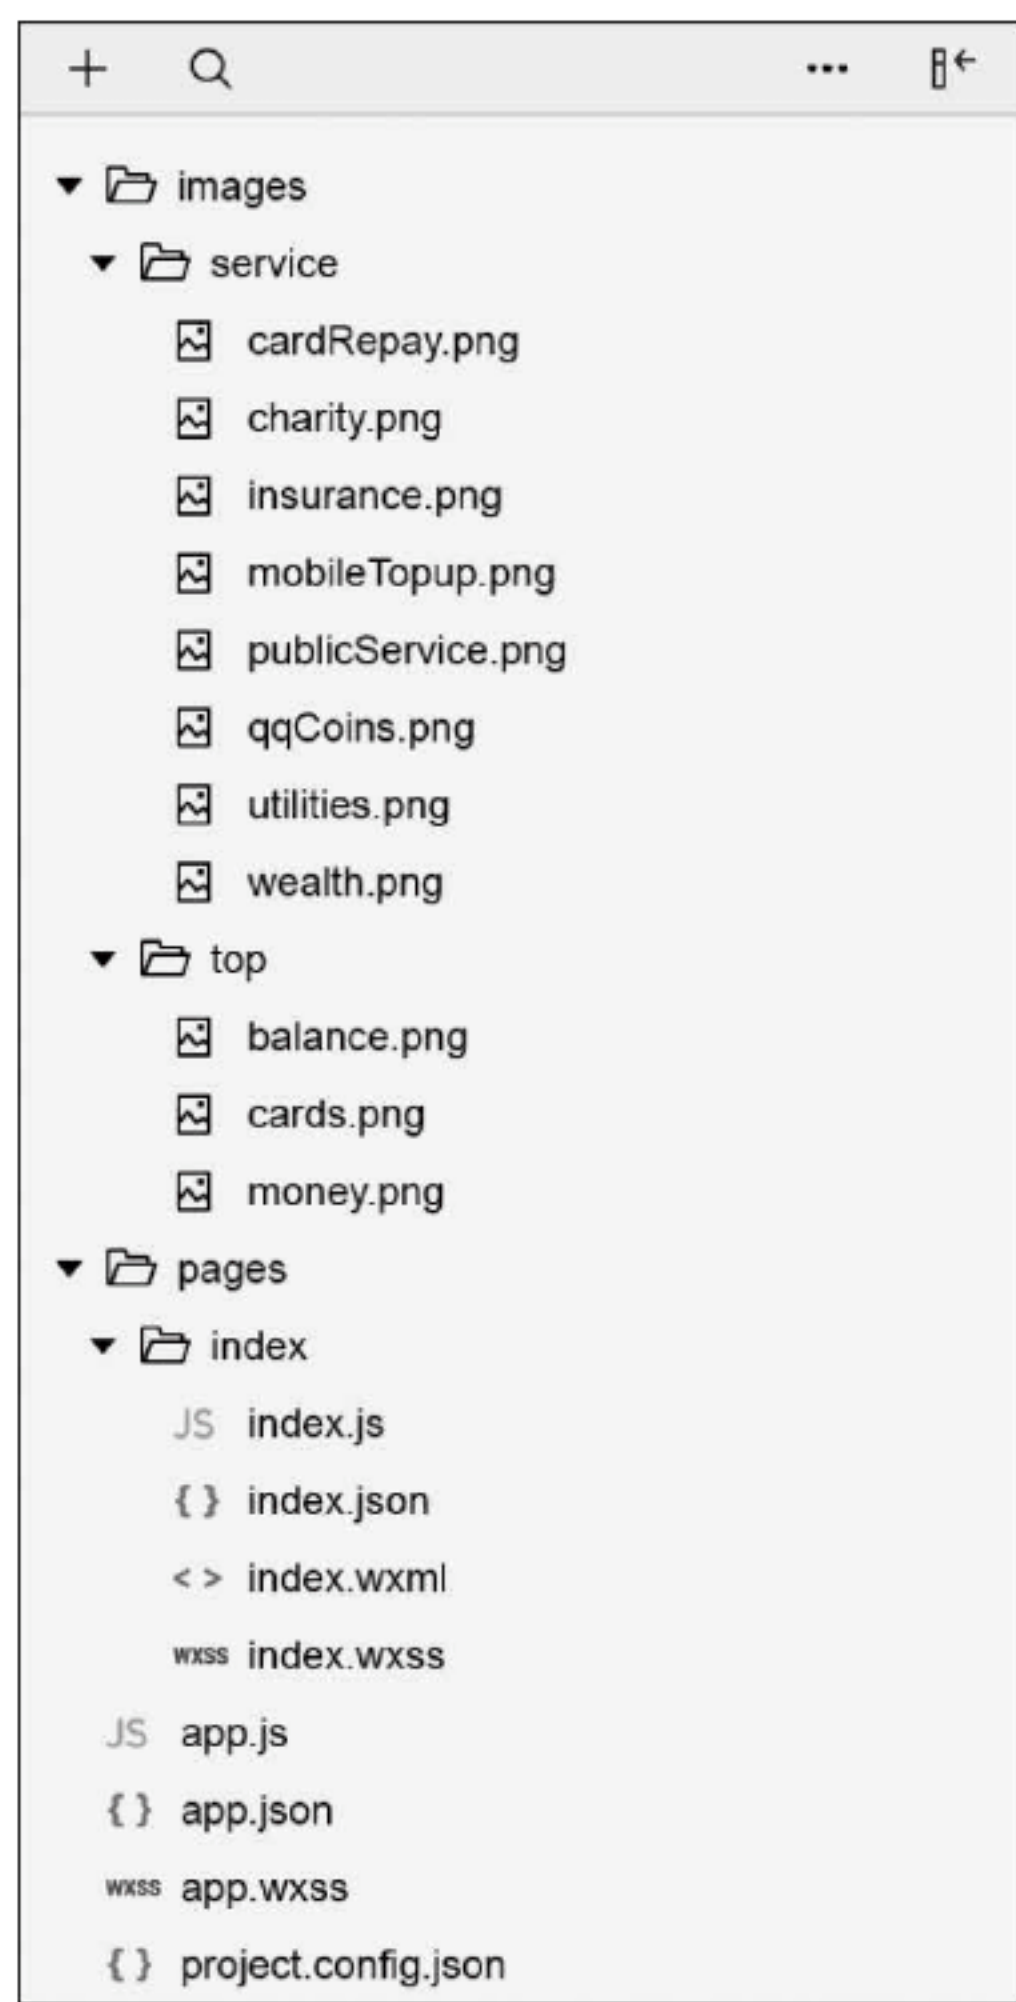 images
service
cardRepay.png
charity.png
insurance.png
mobileTopup.png
publicService.png
qqCoins.png
utilities.png
wealth.png
top
balance.png
cards.png
money.png
pages
index
JS index.js
{ } index.json
< > index.wxml
wxss index.wxss
JS app.js
{ } app.json
wxss app.wxss
{ } project.config.json